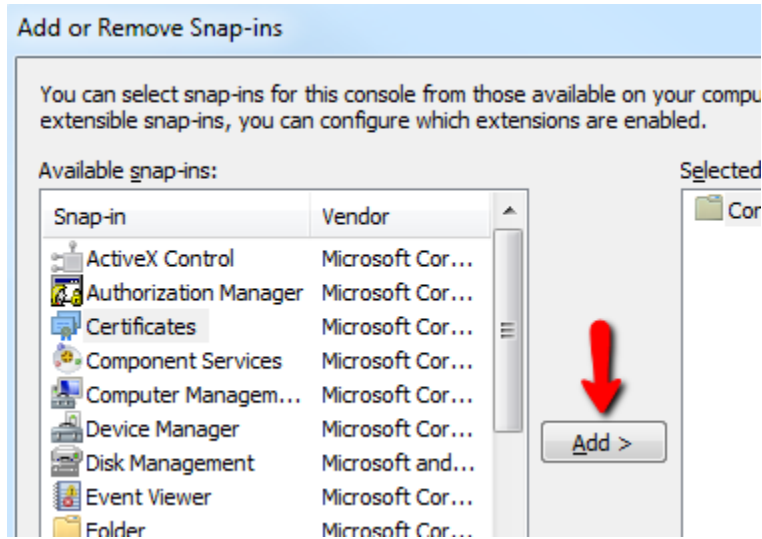 Add or Remove Snap-ins
You can select snap-ins for this console from those available on your compu
extensible snap-ins, you can configure which extensions are enabled.
Available snap-ins:
Selected
Snap-in Vendor
Con
ActiveX Control Microsoft Cor...
Authorization Manager Microsoft Cor...
Certificates Microsoft Cor...
Component Services Microsoft Cor...
Computer Managem... Microsoft Cor...
Device Manager Microsoft Cor...
Add >
Disk Management Microsoft and...
Event Viewer Microsoft Cor...
Folder Microsoft Cor...